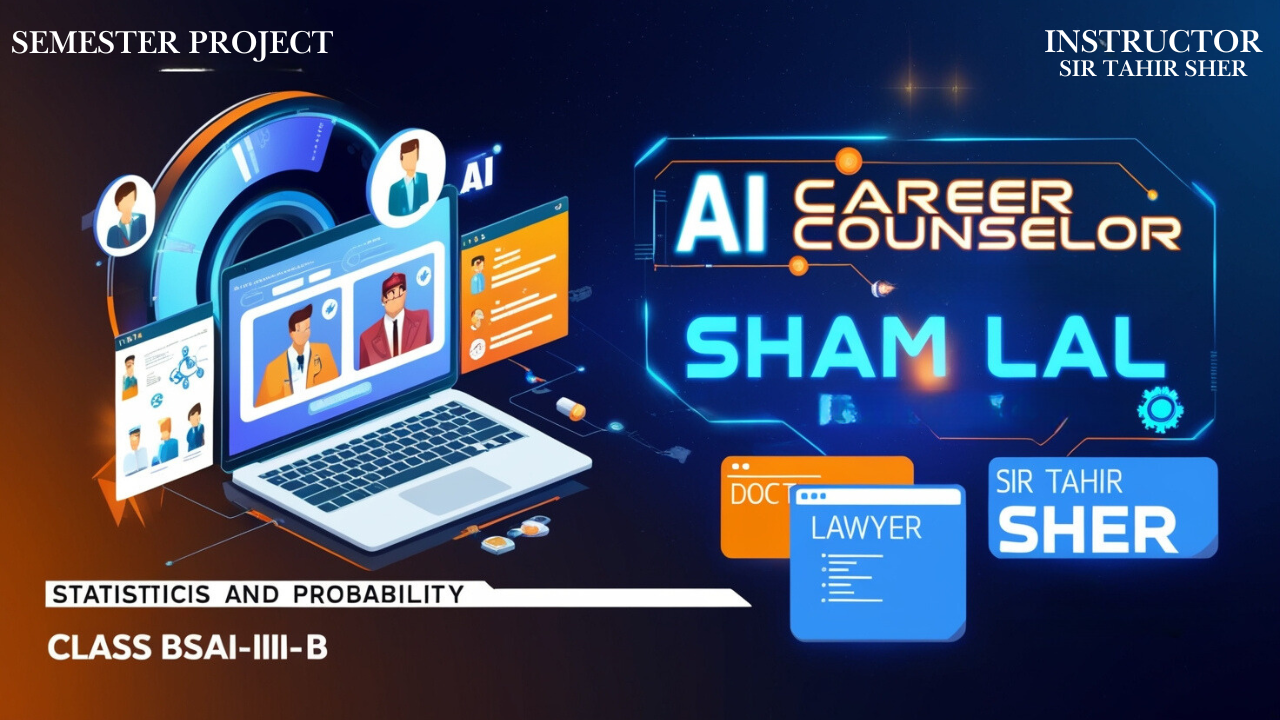 SEMESTER PROJECT
INSTRUCTOR
SIR TAHIR SHER
AI
AI CAREER
COUNSELOR
SHAM LAL
DOCT
LAWYER
SIR TAHIR
SHER
STATISTTICIS AND PROBABILITY
CLASS BSAI-IIII-B